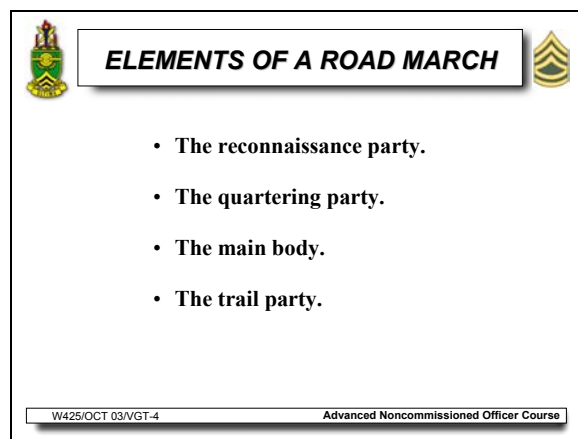 ELEMENTS OF A ROAD MARCH
• The reconnaissance party.
• The quartering party.
• The main body.
• The trail party.
W425/OCT 03/VGT-4
Advanced Noncommissioned Officer Course